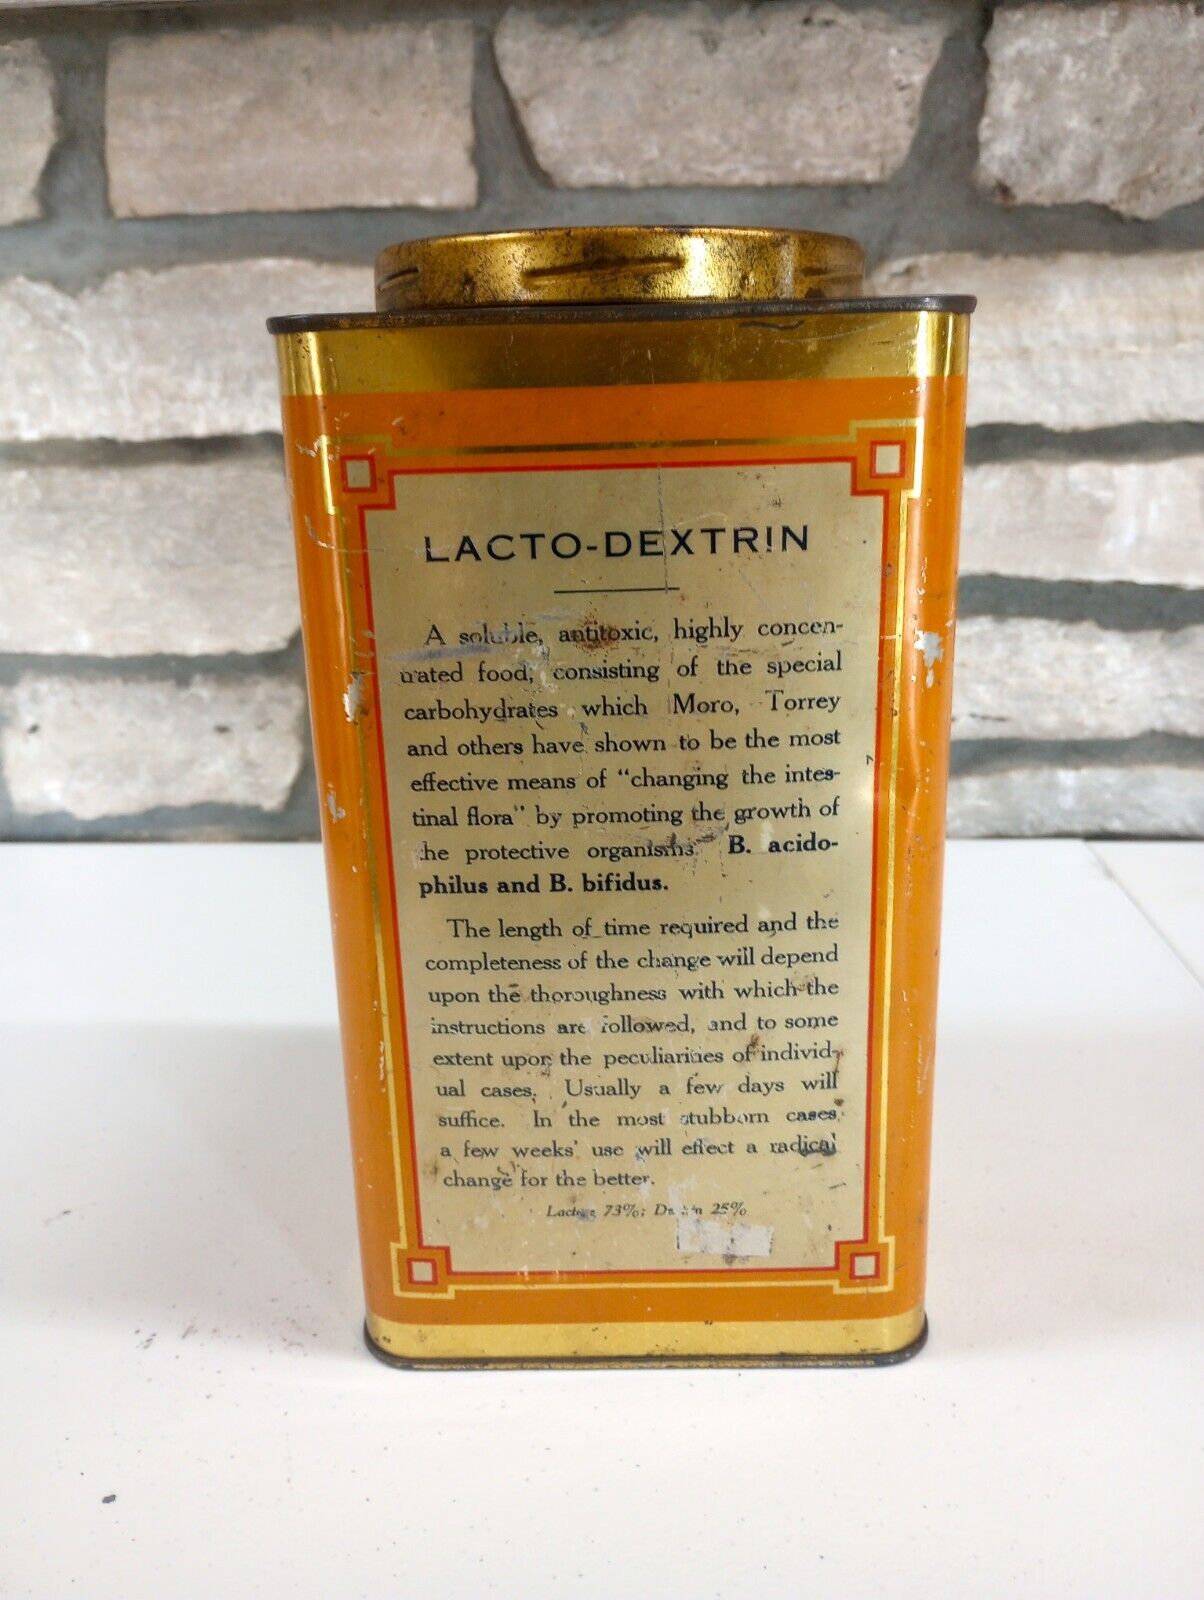 LACTO-DEXTRIN
A soluble, antitoxic, highly concen-
trated food, consisting of the special
carbohydrates which Moro, Torrey
and others have shown to be the most
effective means of "changing the intes-
tinal flora" by promoting the growth of
the protective organisms B. acido-
philus and B. bifidus.
The length of time required and the
completeness of the change will depend
upon the thoroughness with which the
instructions are followed, and to some
extent upon the peculiarities of individ-
ual cases. Usually a few days will
suffice. In the most stubborn cases
a few weeks' use will effect a radical
change for the better.
Lactose 73%; Dextrin 25%